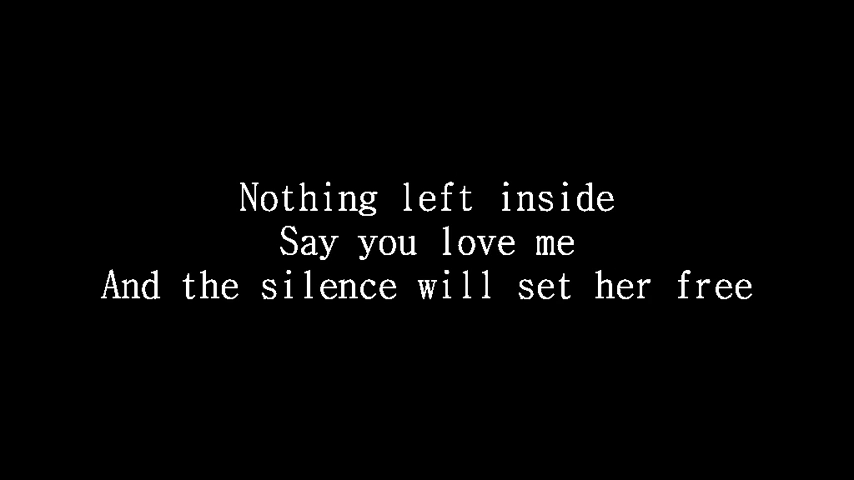 Nothing left inside
Say you love me
And the silence will set her free